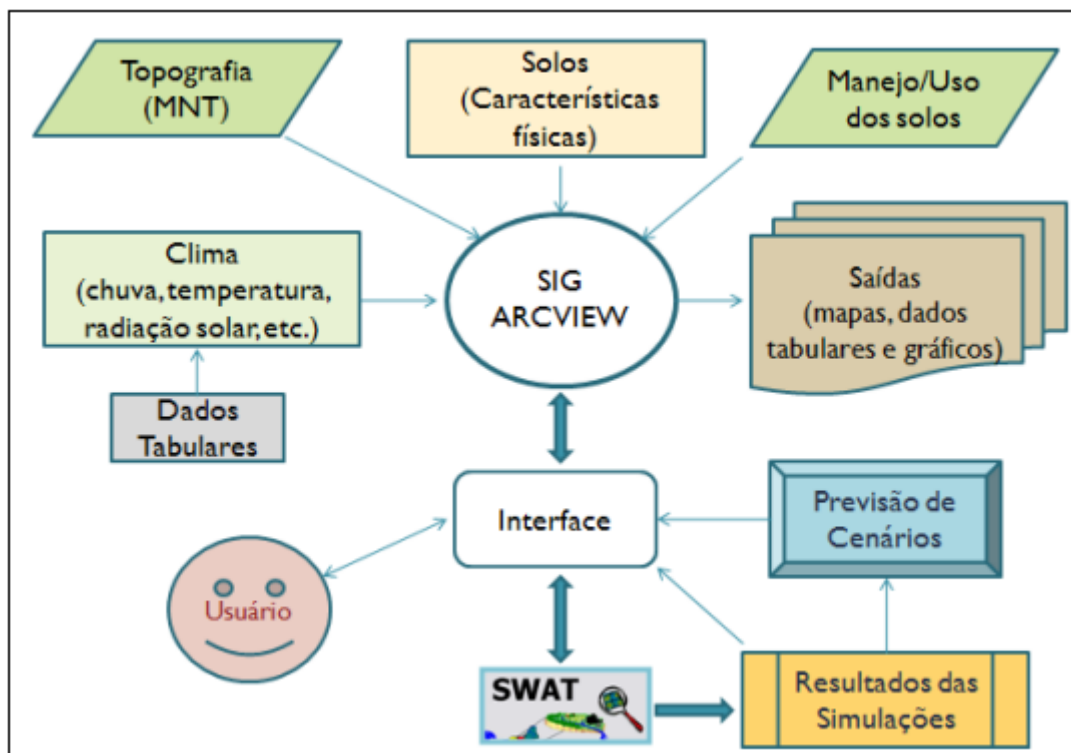 Topografia
(MNT)
Solos
(Características
físicas)
Manejo/Uso
dos solos
Clima
(chuva, temperatura,
radiação solar, etc.)
SIG
ARCVIEW
Saídas
(mapas, dados
tabulares e gráficos)
Dados
Tabulares
Interface
Previsão de
Cenários
Usuário
SWAT
Resultados das
Simulações